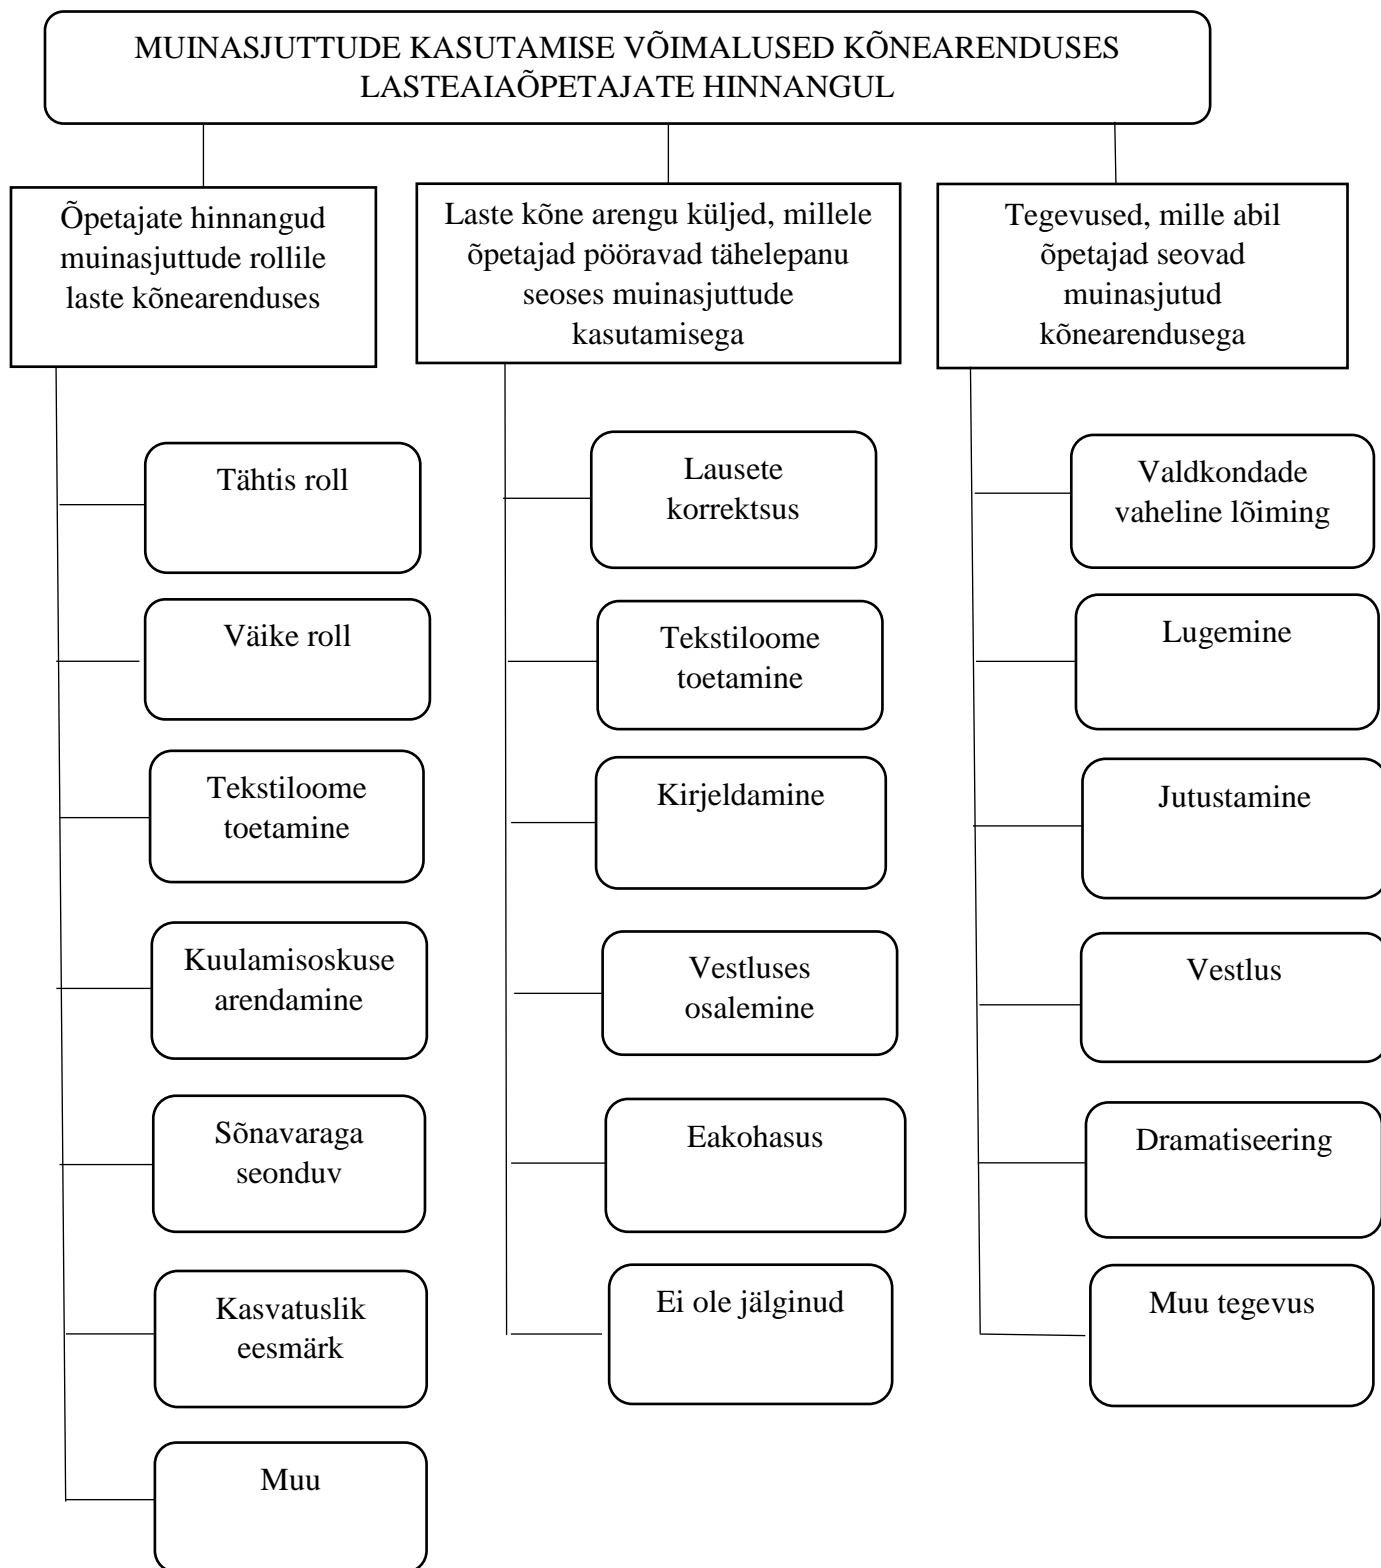 MUINASJUTTUDE KASUTAMISE VÕIMALUSED KÕNEARENDUSES
LASTEAIAÕPETAJATE HINNANGUL
Õpetajate hinnangud
muinasjuttude rollile
laste kõnearenduses
Tähtis roll
Väike roll
Tekstiloome
toetamine
Kuulamisoskuse
arendamine
Sõnavaraga
seonduv
Kasvatuslik
eesmärk
Muu
Laste kõne arengu küljed, millele
õpetajad pööravad tähelepanu
seoses muinasjuttude
kasutamisega
Lausete
korrektsus
Tekstiloome
toetamine
Kirjeldamine
Vestluses
osalemine
Eakohasus
Ei ole jälginud
Tegevused, mille abil
õpetajad seovad
muinasjutud
kõnearendusega
Valdkondade
vaheline lõiming
Lugemine
Jutustamine
Vestlus
Dramatiseering
Muu tegevus